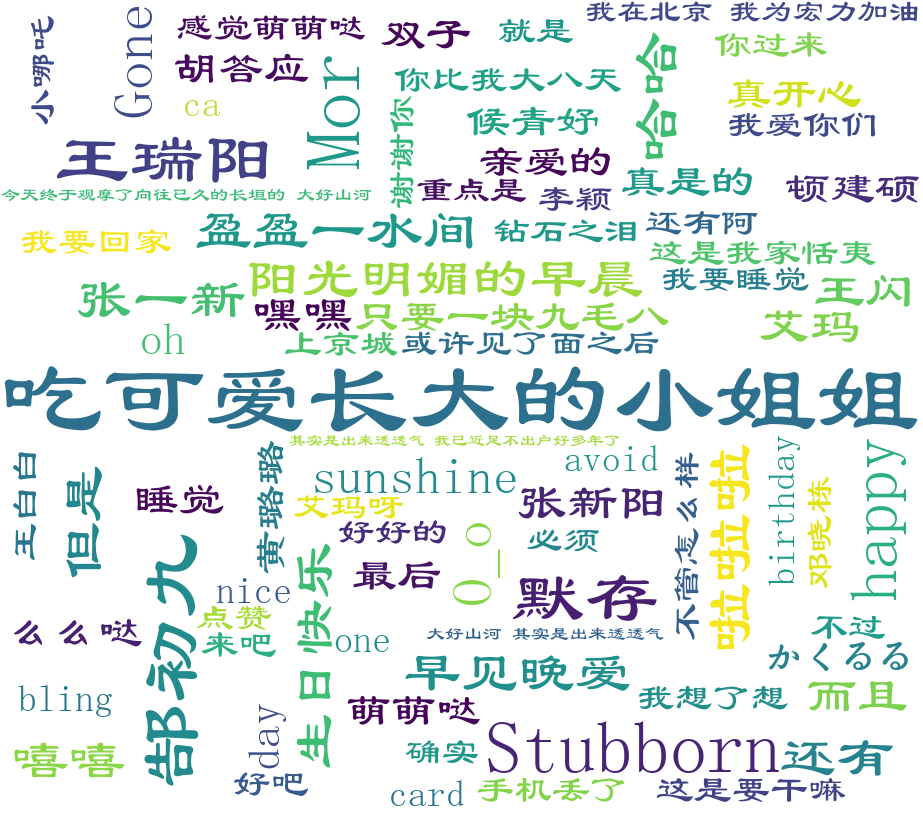 我在北京 我为宏力加油
感觉萌萌哒
双子
就是
小哪吒
Gone
你过来
胡答应
Mor
你比我大八天
哈哈
真开心
ca
谢谢你
候青妤
我爱你们
王瑞阳
亲爱的
真是的
重点是
李颖
顿建硕
今天终于观摩了向往已久的长垣的 大好山河
我要回家
盈盈一水间
钻石之泪
还有阿
这是我家恬夷
阳光明媚的早晨
我要睡觉
张一新
嘿嘿
只要一块九毛八
王闪
艾玛
oh
上京城
或许见了面之后
吃可爱长大的小姐姐
其实是出来透透气 我已近足不出户好多年了
王白白
但是
黄璐璐
sunshine
avoid
不管怎么样
啦啦啦啦
birthday
邓晓栋
happy
睡觉
艾玛呀
张新阳
好好的
O_o
必须
郜初九
最后
nice
生日快乐
默存
点赞
么么哒
来吧
one
大好山河 其实是出来透透气
不过
かくるる
早见晚爱
bling
萌萌哒
我想了想
而且
day
嘻嘻
确实
Stubborn
还有
好吧
card
手机丢了
这是要干嘛